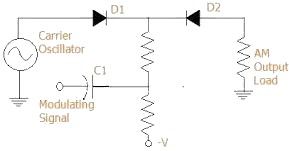 D1
D2
Carrier
Oscillator
AM
Output
Load
C1
Modulating
Signal
-V